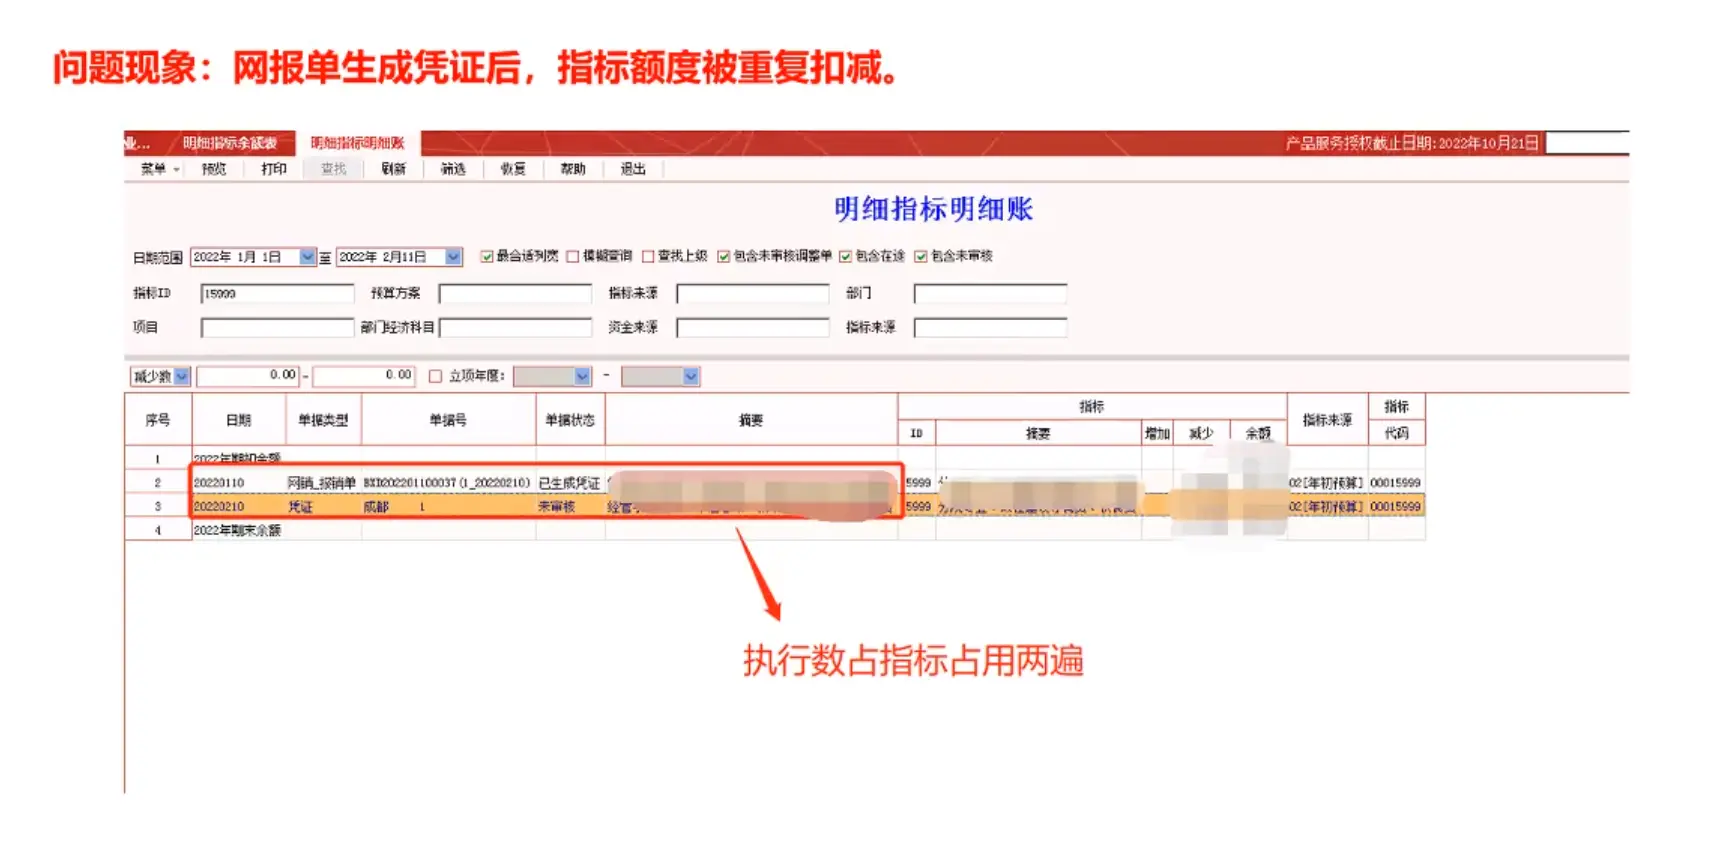 问题现象：网报单生成凭证后，指标额度被重复扣减。
业... 明细指标余额表 明细指标明细账 产品服务授权截止日期:2022年10月21日
菜单 预览 打印 查找 刷新 筛选 恢复 帮助 退出
明细指标明细账
日期范围 2022年 1月 1日 至 2022年 2月11日 最合适列宽 模糊查询 查找上级 包含未审核调整单 包含在途 包含未审核
指标ID 15999 预算方案 指标来源 部门
项目 部门经济科目 资金来源 指标来源
减少数 0.00 - 0.00 立项年度: -
序号 日期 单据类型 单据号 单据状态 摘要 指标 指标来源 指标
ID 摘要 增加 减少 余额 代码
1 2022年期初余额
2 20220110 网销_报销单 BXD202201100037(1_20220210) 已生成凭证 5999 02[年初预算] 00015999
3 20220210 凭证 成都 1 未审核 经管 5999 02[年初预算] 00015999
4 2022年期末余额
执行数占指标占用两遍